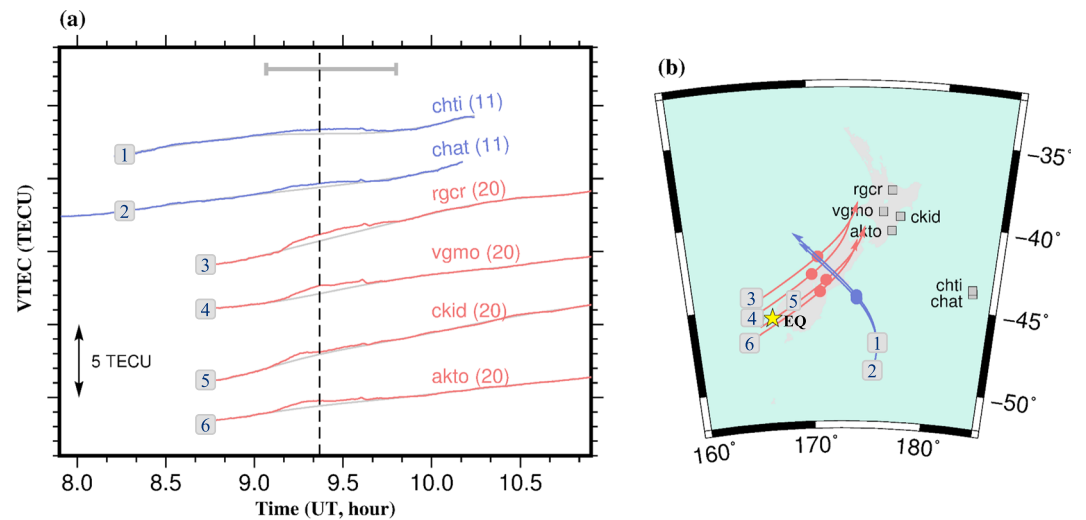 (a)
chti (11)
1
chat (11)
2
rgcr (20)
3
vgmo (20)
4
ckid (20)
5
akto (20)
6
5 TECU
VTEC (TECU)
8.0 8.5 9.0 9.5 10.0 10.5
Time (UT, hour)
(b)
−35°
rgcr
vgmo ckid
akto
−40°
chti
chat
3 5
4 EQ
6 1
2
−45°
−50°
160° 170° 180°